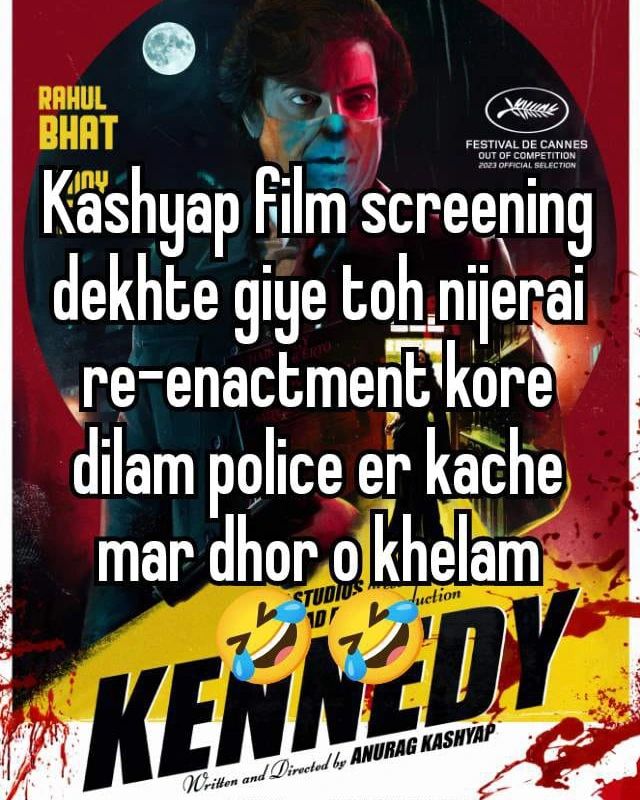 RAHUL
BHAT
FESTIVAL DE CANNES
OUT OF COMPETITION
2023 OFFICIAL SELECTION
Kashyap film screening
dekhte giye toh nijerai
re-enactment kore
dilam police er kache
mar dhor o khelam
🤣🤣
STUDIOS
KENNEDY
Written and Directed by ANURAG KASHYAP